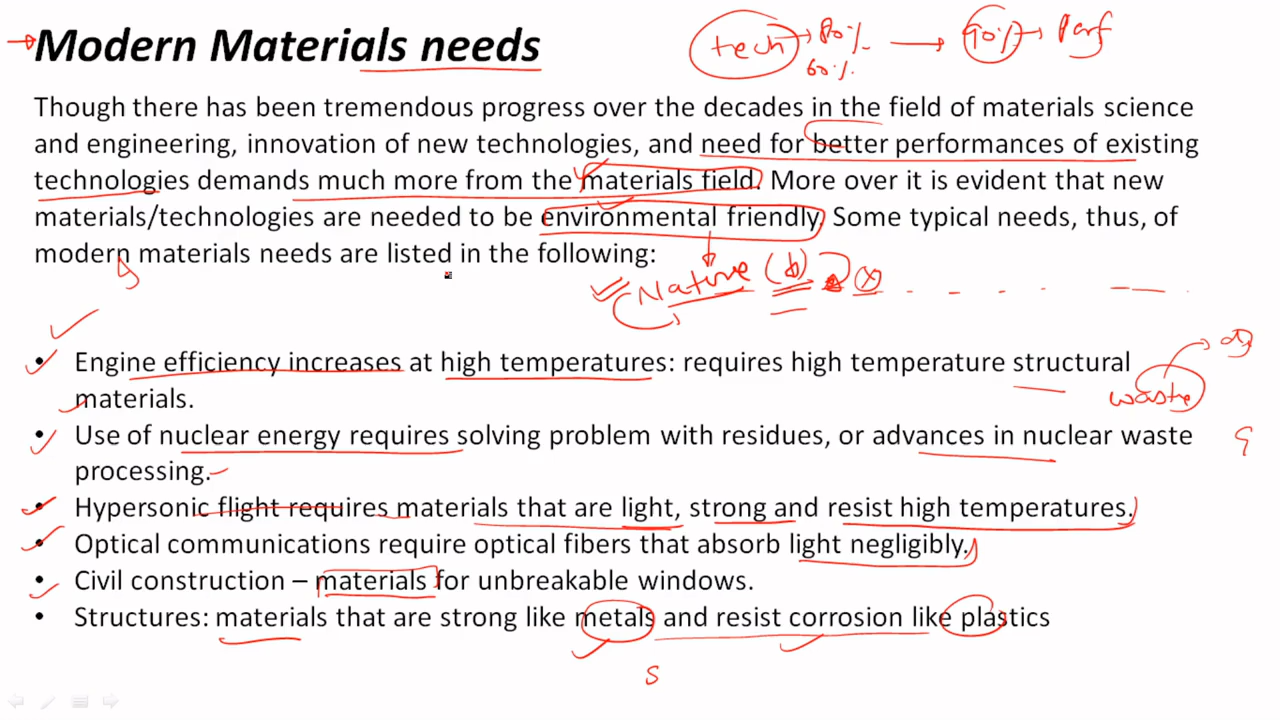 Modern Materials needs
tech 80% 90% Perf
60%
Though there has been tremendous progress over the decades in the field of materials science
and engineering, innovation of new technologies, and need for better performances of existing
technologies demands much more from the materials field. More over it is evident that new
materials/technologies are needed to be environmental friendly. Some typical needs, thus, of
modern materials needs are listed in the following:
Native (b)
• Engine efficiency increases at high temperatures: requires high temperature structural
materials.
waste
• Use of nuclear energy requires solving problem with residues, or advances in nuclear waste
processing.
• Hypersonic flight requires materials that are light, strong and resist high temperatures.
• Optical communications require optical fibers that absorb light negligibly.
• Civil construction – materials for unbreakable windows.
• Structures: materials that are strong like metals and resist corrosion like plastics
S